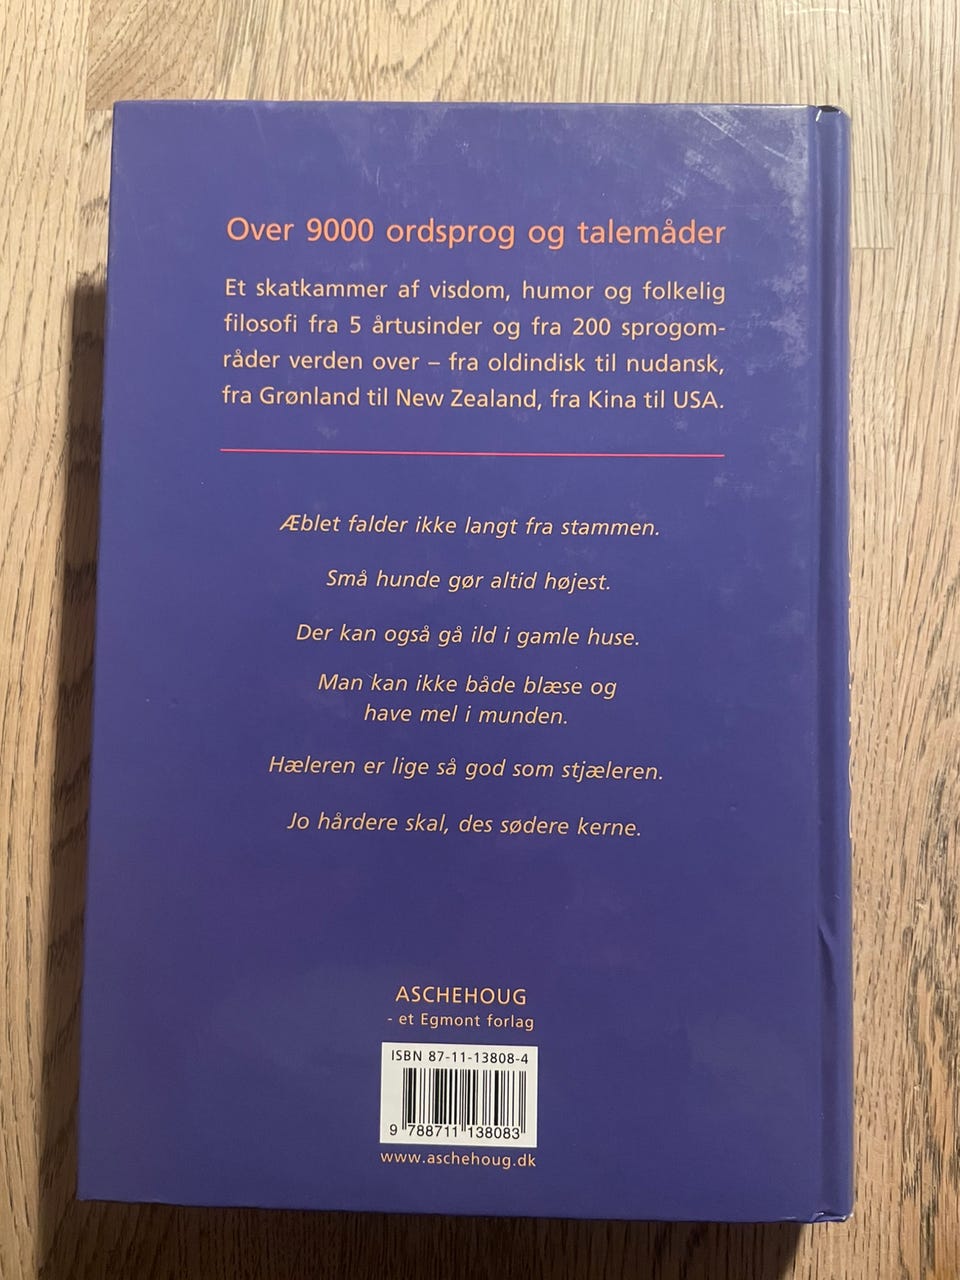 Over 9000 ordsprog og talemåder
Et skatkammer af visdom, humor og folkelig
filosofi fra 5 årtusinder og fra 200 sprogom-
råder verden over – fra oldindisk til nudansk,
fra Grønland til New Zealand, fra Kina til USA.
Æblet falder ikke langt fra stammen.
Små hunde gør altid højest.
Der kan også gå ild i gamle huse.
Man kan ikke både blæse og
have mel i munden.
Hæleren er lige så god som stjæleren.
Jo hårdere skal, des sødere kerne.
ASCHEHOUG
- et Egmont forlag
ISBN 87-11-13808-4
9 788711 138083
www.aschehoug.dk